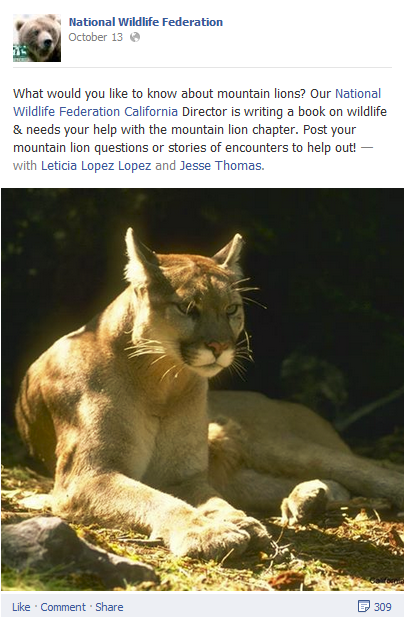 National Wildlife Federation
October 13
What would you like to know about mountain lions? Our National
Wildlife Federation California Director is writing a book on wildlife
& needs your help with the mountain lion chapter. Post your
mountain lion questions or stories of encounters to help out! —
with Leticia Lopez Lopez and Jesse Thomas.
California
Like · Comment · Share
309